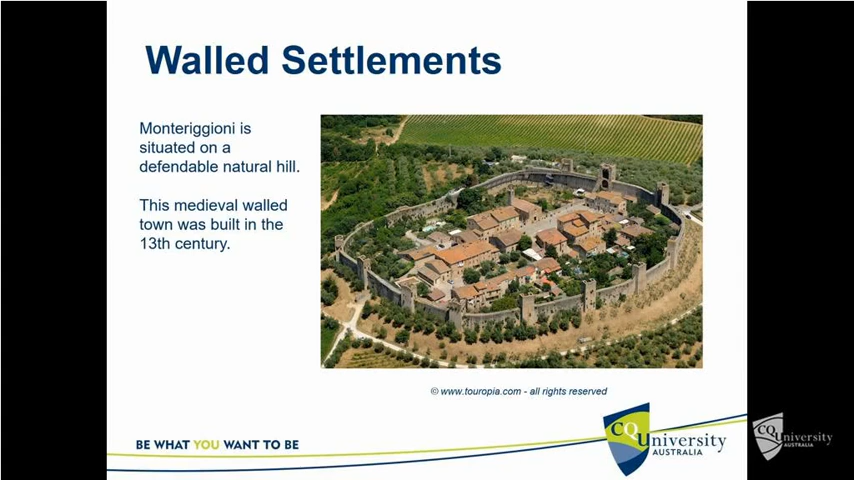 Walled Settlements
Monteriggioni is
situated on a
defendable natural hill.
This medieval walled
town was built in the
13th century.
© www.touropia.com - all rights reserved
BE WHAT YOU WANT TO BE
CQUniversity
AUSTRALIA
CQUniversity
AUSTRALIA